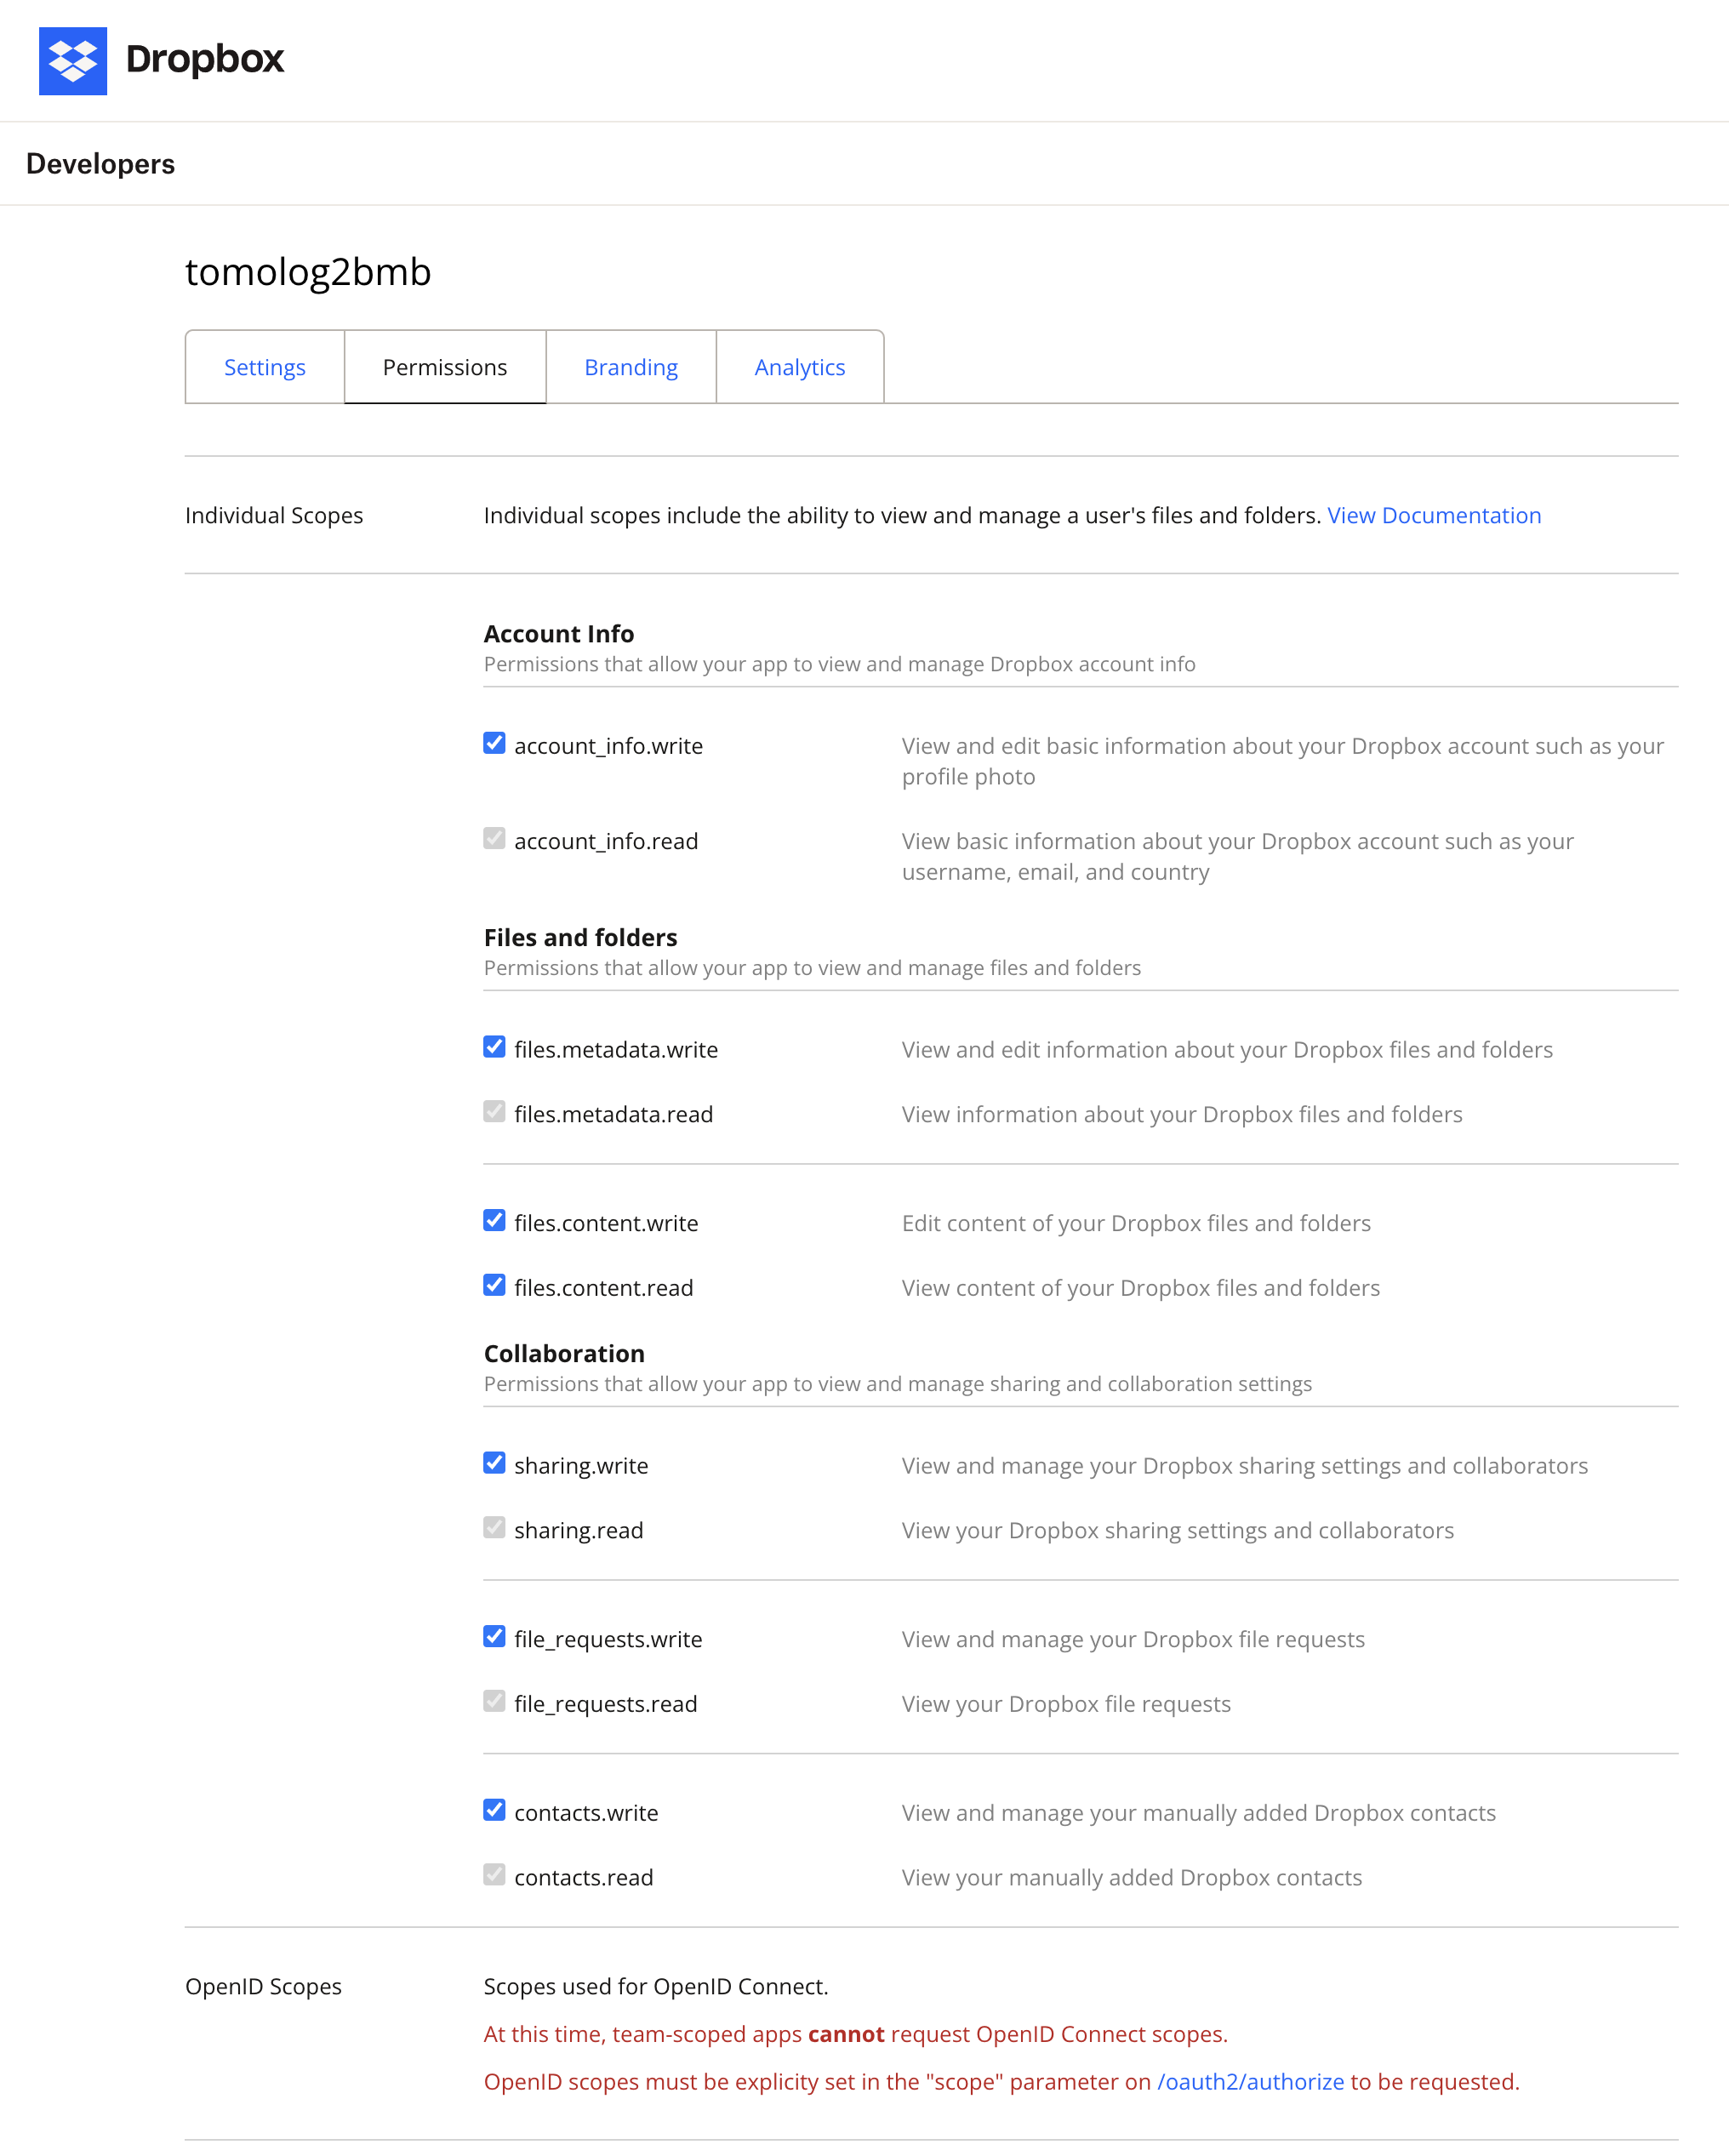 Dropbox
Developers
tomolog2bmb
Settings
Permissions
Branding
Analytics
Individual Scopes
Individual scopes include the ability to view and manage a user's files and folders. View Documentation
Account Info
Permissions that allow your app to view and manage Dropbox account info
account_info.write
View and edit basic information about your Dropbox account such as your
profile photo
account_info.read
View basic information about your Dropbox account such as your
username, email, and country
Files and folders
Permissions that allow your app to view and manage files and folders
files.metadata.write
View and edit information about your Dropbox files and folders
files.metadata.read
View information about your Dropbox files and folders
files.content.write
Edit content of your Dropbox files and folders
files.content.read
View content of your Dropbox files and folders
Collaboration
Permissions that allow your app to view and manage sharing and collaboration settings
sharing.write
View and manage your Dropbox sharing settings and collaborators
sharing.read
View your Dropbox sharing settings and collaborators
file_requests.write
View and manage your Dropbox file requests
file_requests.read
View your Dropbox file requests
contacts.write
View and manage your manually added Dropbox contacts
contacts.read
View your manually added Dropbox contacts
OpenID Scopes
Scopes used for OpenID Connect.
At this time, team-scoped apps cannot request OpenID Connect scopes.
OpenID scopes must be explicity set in the "scope" parameter on /oauth2/authorize to be requested.